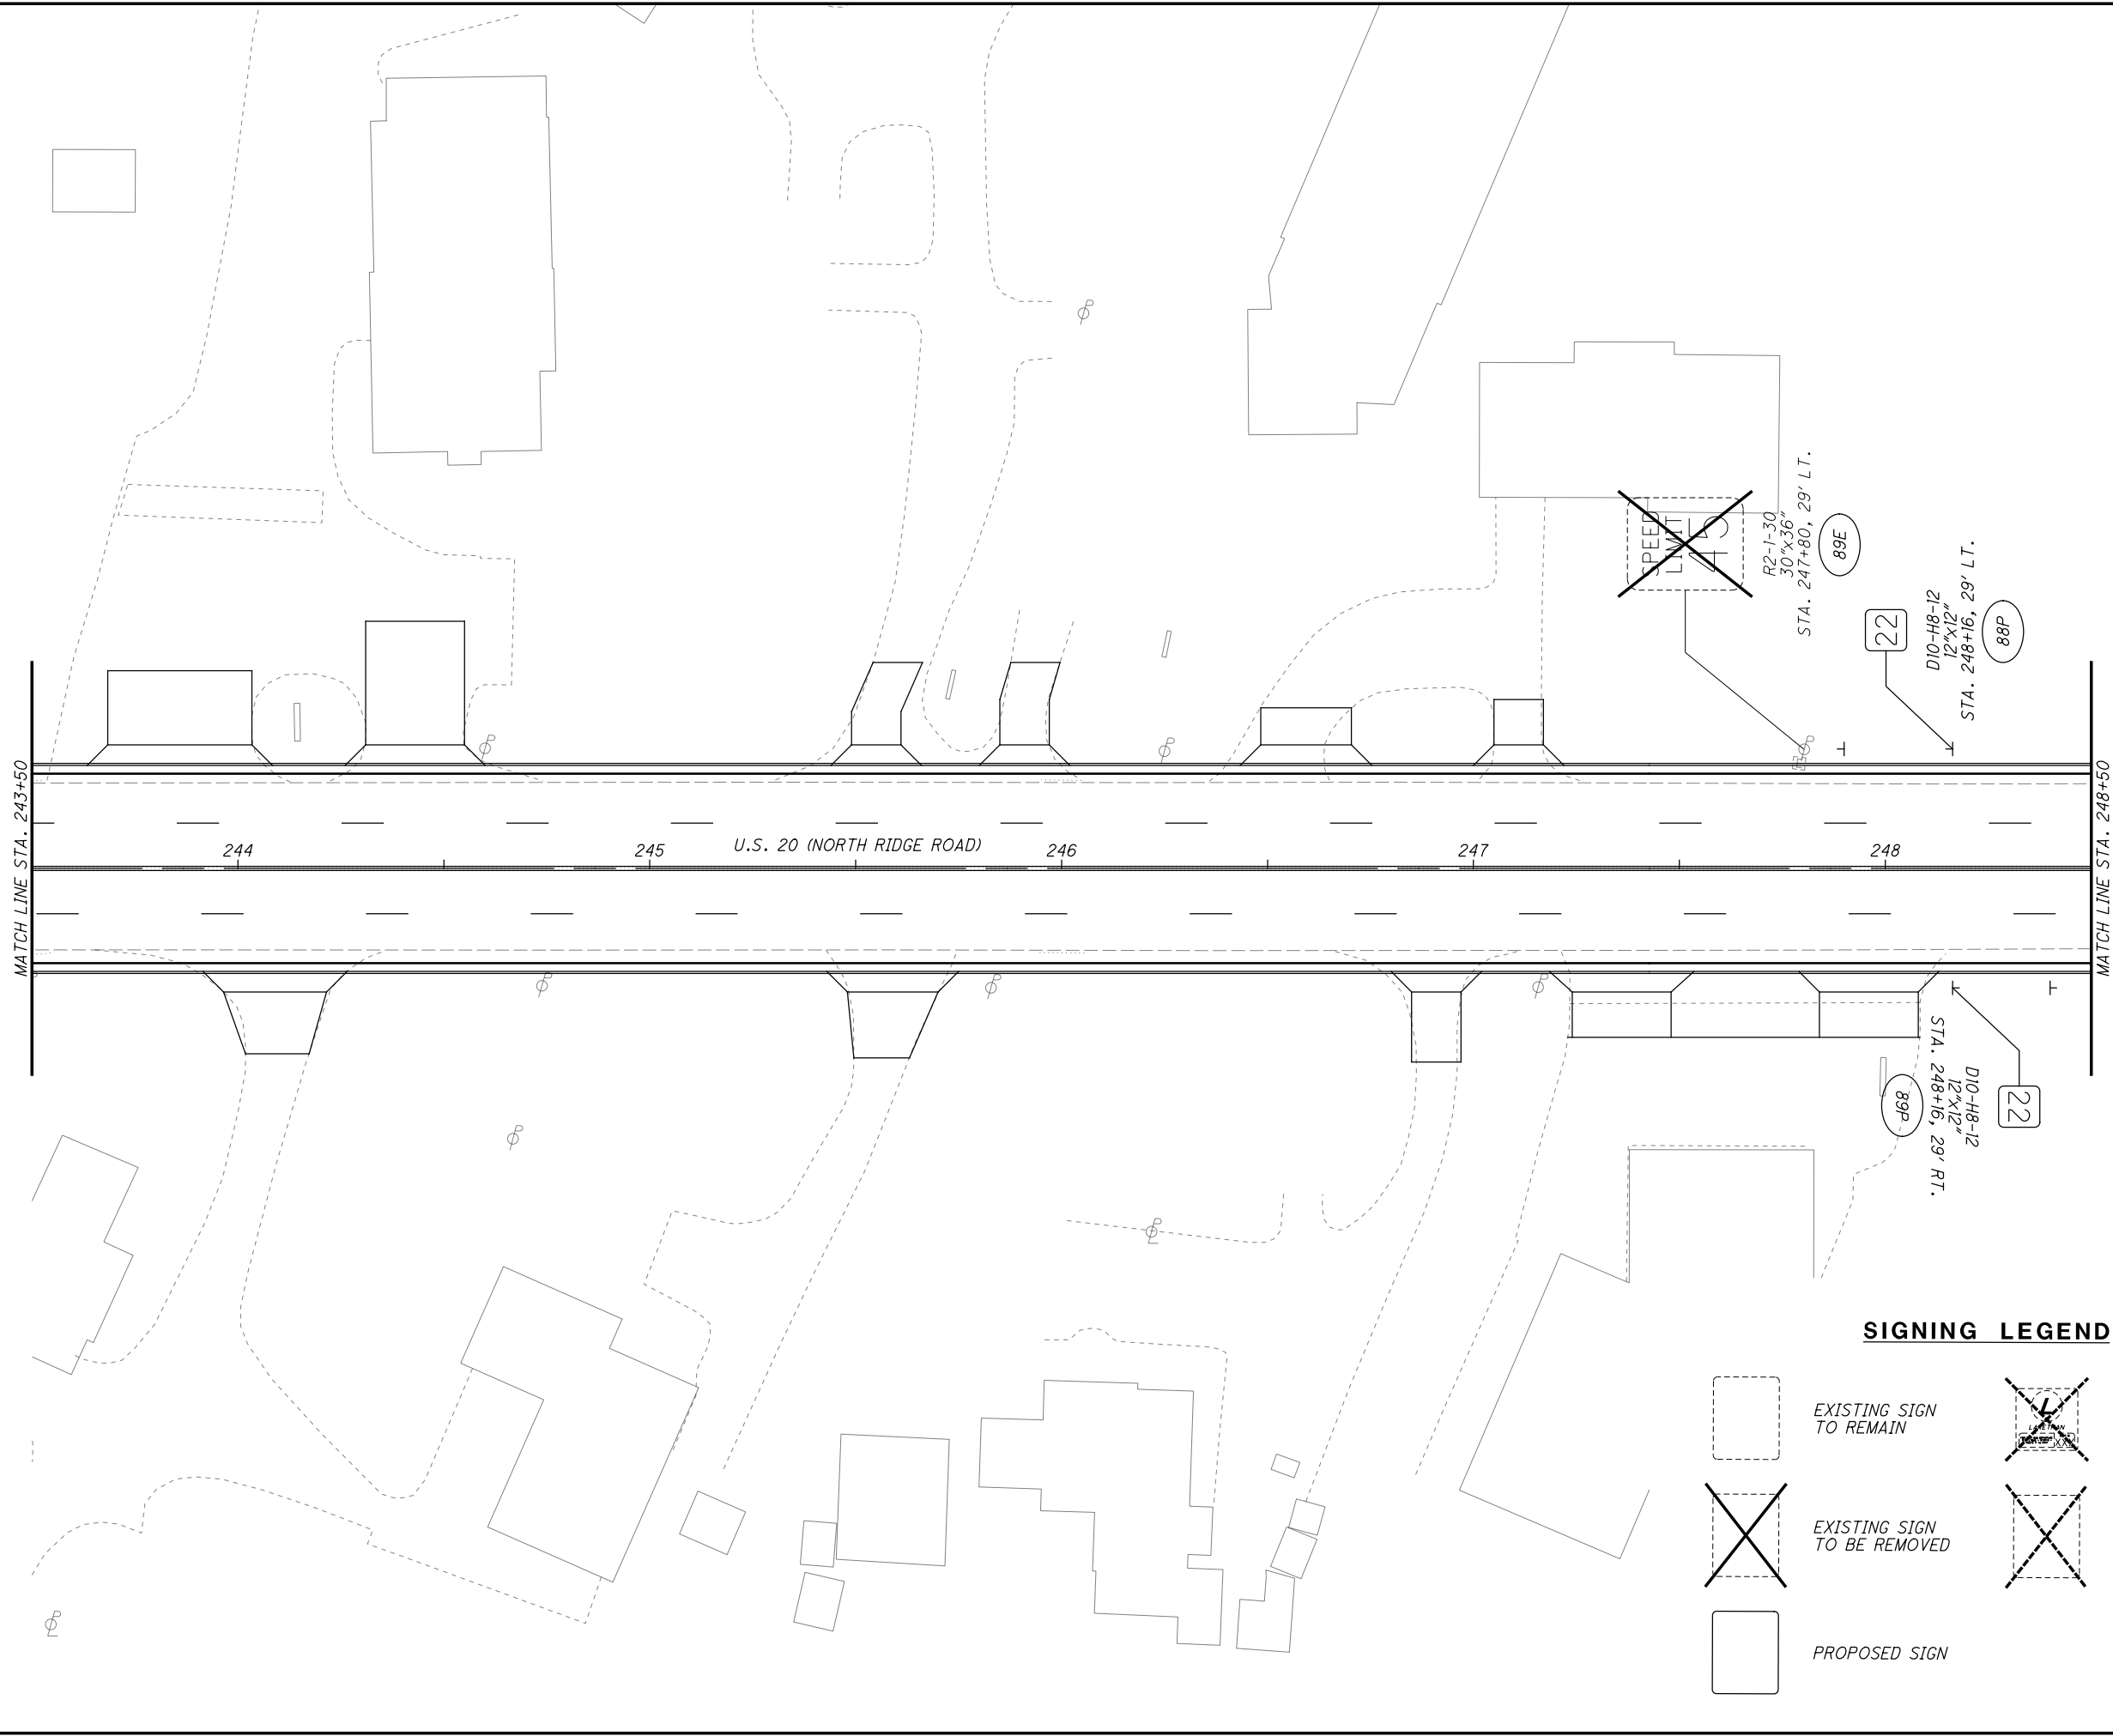 SPEED
LIMIT
45
R2-1-30
30"x36"
STA. 247+80, 29' LT.
89E
22
D10-H8-12
12"x12"
STA. 248+16, 29' LT.
88P
MATCH LINE STA. 243+50
244
245
U.S. 20 (NORTH RIDGE ROAD)
246
247
248
MATCH LINE STA. 248+50
P
P
P
P
P
P
P
P
P
P
P
22
D10-H8-12
12"x12"
STA. 248+16, 29' RT.
89P
SIGNING LEGEND
EXISTING SIGN
TO REMAIN
EXISTING SIGN
TO BE REMOVED
PROPOSED SIGN